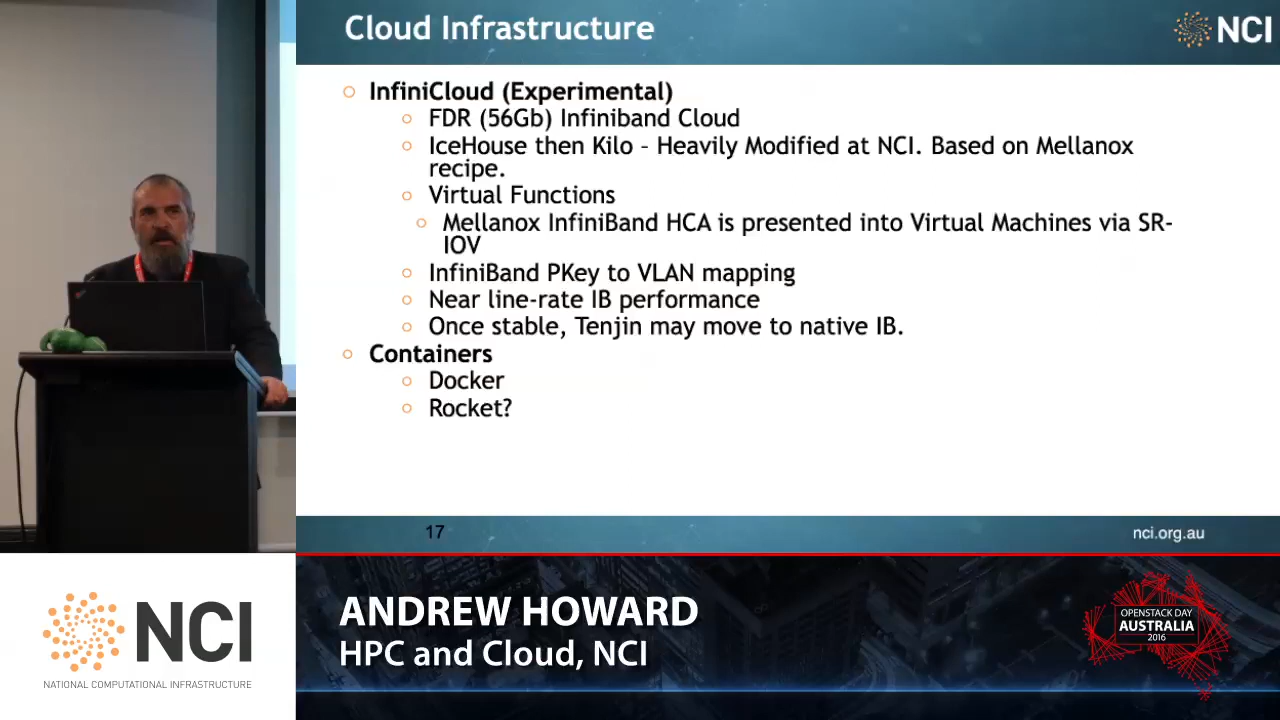 Cloud Infrastructure
NCI
InfiniCloud (Experimental)
FDR (56Gb) Infiniband Cloud
IceHouse then Kilo – Heavily Modified at NCI. Based on Mellanox
recipe.
Virtual Functions
Mellanox InfiniBand HCA is presented into Virtual Machines via SR-
IOV
InfiniBand PKey to VLAN mapping
Near line-rate IB performance
Once stable, Tenjin may move to native IB.
Containers
Docker
Rocket?
17
nci.org.au
NCI
NATIONAL COMPUTATIONAL INFRASTRUCTURE
ANDREW HOWARD
HPC and Cloud, NCI
OPENSTACK DAY
AUSTRALIA
2016